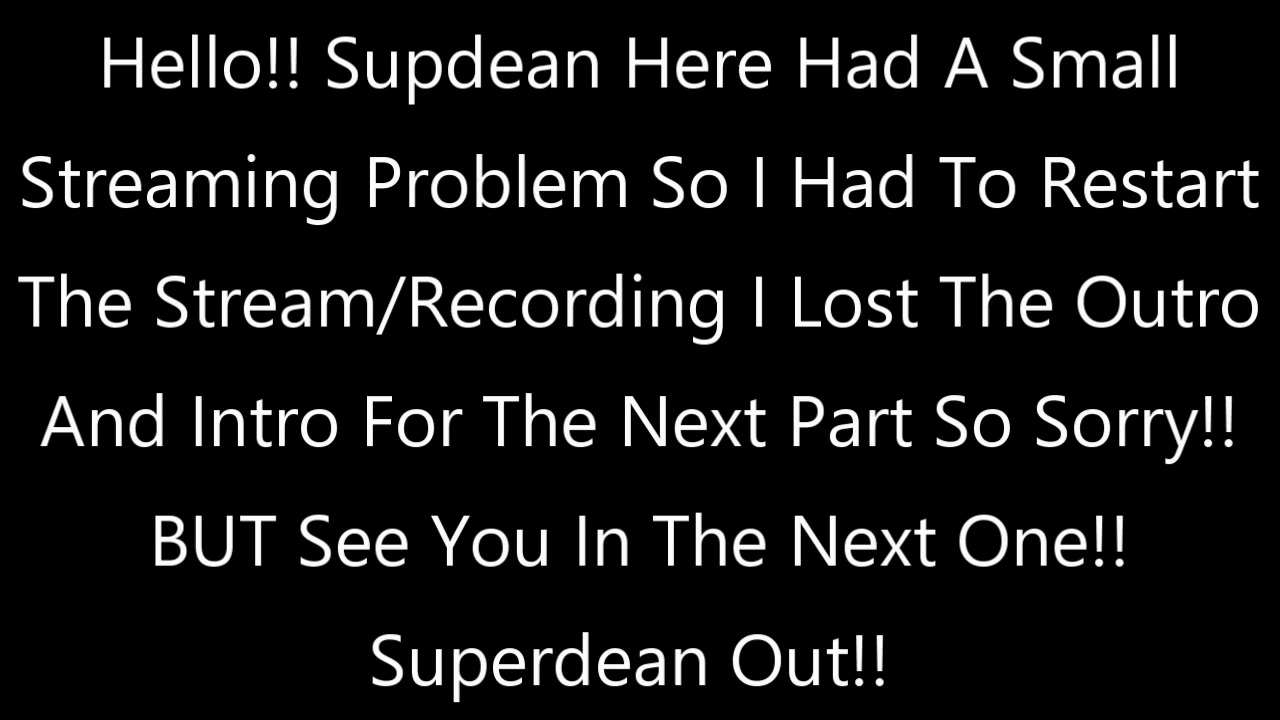 Hello!! Supdean Here Had A Small
Streaming Problem So I Had To Restart
The Stream/Recording I Lost The Outro
And Intro For The Next Part So Sorry!!
BUT See You In The Next One!!
Superdean Out!!